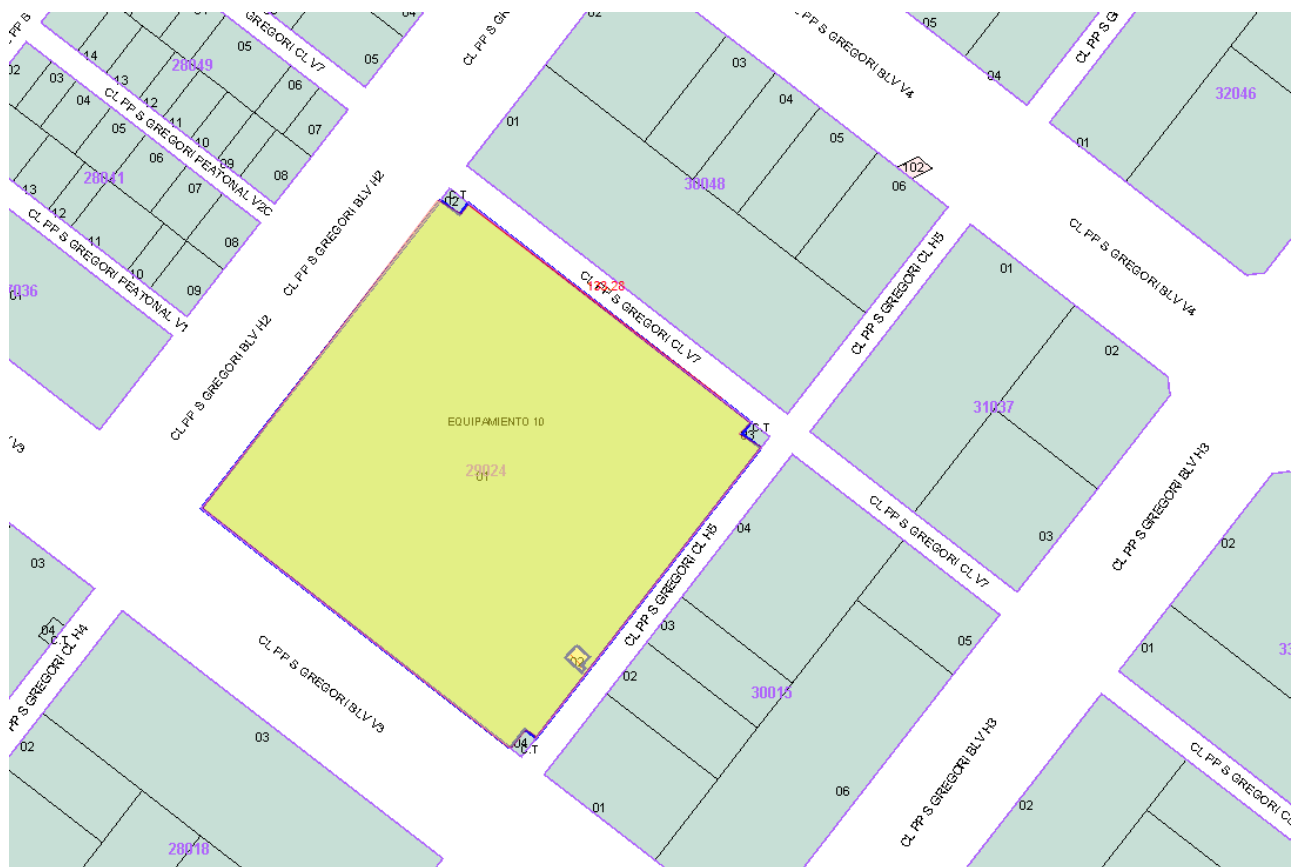 GREGORI CL V7
28049
05
06
07
08
14
13
12
11
10
09
CL PP S GREGORI PEATONAL V2C
02
03
04
05
06
07
08
09
28041
13
12
11
10
CL PP S GREGORI PEATONAL V1
01
04
05
CL PP S GREGORI BLV H2
CL PP S GREGORI BLV H2
02
01
03
04
05
06
30048
CL PP S GREGORI BLV V4
102
05
04
CL PP S
32046
01
CL PP S GREGORI BLV V4
C.T
02
CL PP S GREGORI CL V7
CL PP S GREGORI CL H5
01
02
31037
03
CL PP S GREGORI BLV H3
EQUIPAMIENTO 10
29024
01
C.T
03
02
04
C.T
CL PP S GREGORI CL H5
CL PP S GREGORI CL V7
04
03
02
01
05
06
30015
CL PP S GREGORI BLV H3
02
01
V3
03
04
C.T
PP S GREGORI CL H4
CL PP S GREGORI BLV V3
02
03
28018
02
CL PP S GREGORI CL